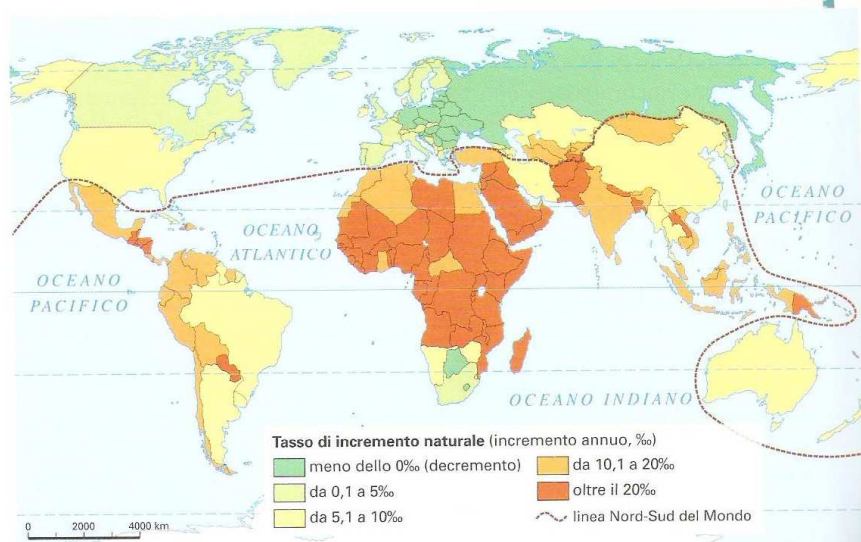 OCEANO
PACIFICO
OCEANO
ATLANTICO
OCEANO
PACIFICO
OCEANO INDIANO
Tasso di incremento naturale (incremento annuo, ‰)
meno dello 0‰ (decremento)
da 0,1 a 5‰
da 5,1 a 10‰
da 10,1 a 20‰
oltre il 20‰
linea Nord-Sud del Mondo
0 2000 4000 km